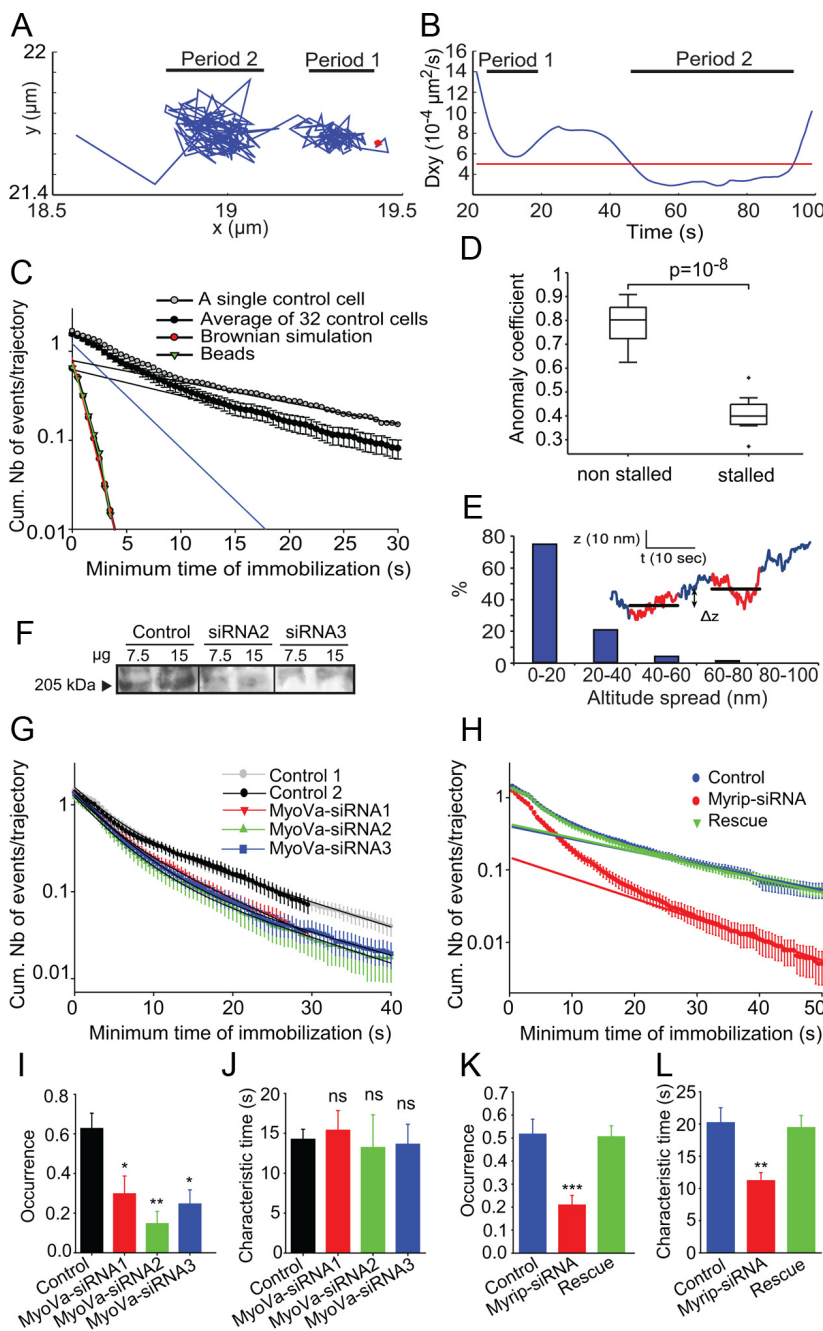 A
22
Period 2
Period 1
y (µm)
21.4
18.5
19
19.5
x (µm)
B
16
14
12
10
8
6
4
Period 1
Period 2
Dxy (10-4 µm2/s)
20
20
40
60
80
100
Time (s)
C
A single control cell
Average of 32 control cells
Brownian simulation
Beads
1
0.1
0.01
Cum. Nb of events/trajectory
0
5
10
15
20
25
30
Minimum time of immobilization (s)
D
p=10-8
1
0.9
0.8
0.7
0.6
0.5
0.4
0.3
Anomaly coefficient
non stalled
stalled
E
z (10 nm)
t (10 sec)
Δz
80
60
40
20
0
%
0-20
20-40
40-60
60-80
80-100
Altitude spread (nm)
F
Control
siRNA2
siRNA3
µg
7.5
15
7.5
15
7.5
15
205 kDa
G
Control 1
Control 2
MyoVa-siRNA1
MyoVa-siRNA2
MyoVa-siRNA3
1
0.1
0.01
Cum. Nb of events/trajectory
0
10
20
30
40
Minimum time of immobilization (s)
H
Control
Myrip-siRNA
Rescue
1
0.1
0.01
Cum. Nb of events/trajectory
0
10
20
30
40
50
Minimum time of immobilization (s)
I
0.8
0.6
0.4
0.2
0.0
Occurrence
*
**
*
Control
MyoVa-siRNA1
MyoVa-siRNA2
MyoVa-siRNA3
J
25
20
15
10
5
0
Characteristic time (s)
ns
ns
ns
Control
MyoVa-siRNA1
MyoVa-siRNA2
MyoVa-siRNA3
K
0.7
0.6
0.5
0.4
0.3
0.2
0.1
0.0
Occurrence
***
Control
Myrip-siRNA
Rescue
L
25
20
15
10
5
0
Characteristic time (s)
**
Control
Myrip-siRNA
Rescue